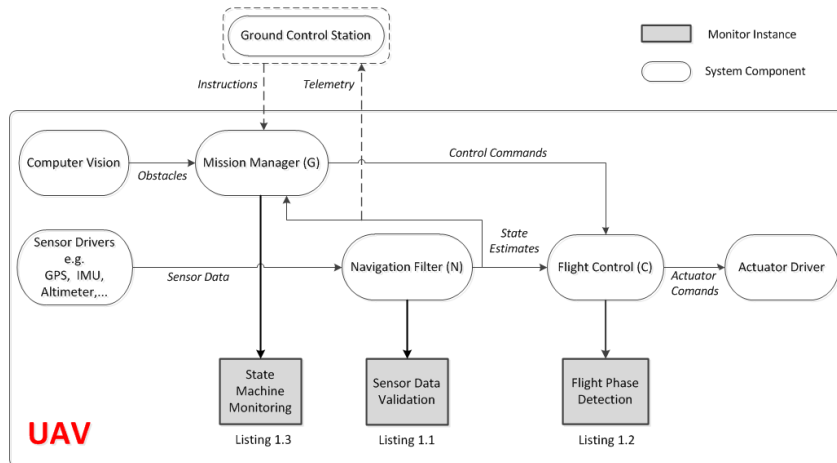 Ground Control Station
Monitor Instance
System Component
Instructions
Telemetry
Computer Vision
Obstacles
Mission Manager (G)
Control Commands
Sensor Drivers
e.g.
GPS, IMU,
Altimeter,...
Sensor Data
Navigation Filter (N)
State
Estimates
Flight Control (C)
Actuator
Comands
Actuator Driver
State
Machine
Monitoring
Sensor Data
Validation
Flight Phase
Detection
UAV
Listing 1.3
Listing 1.1
Listing 1.2